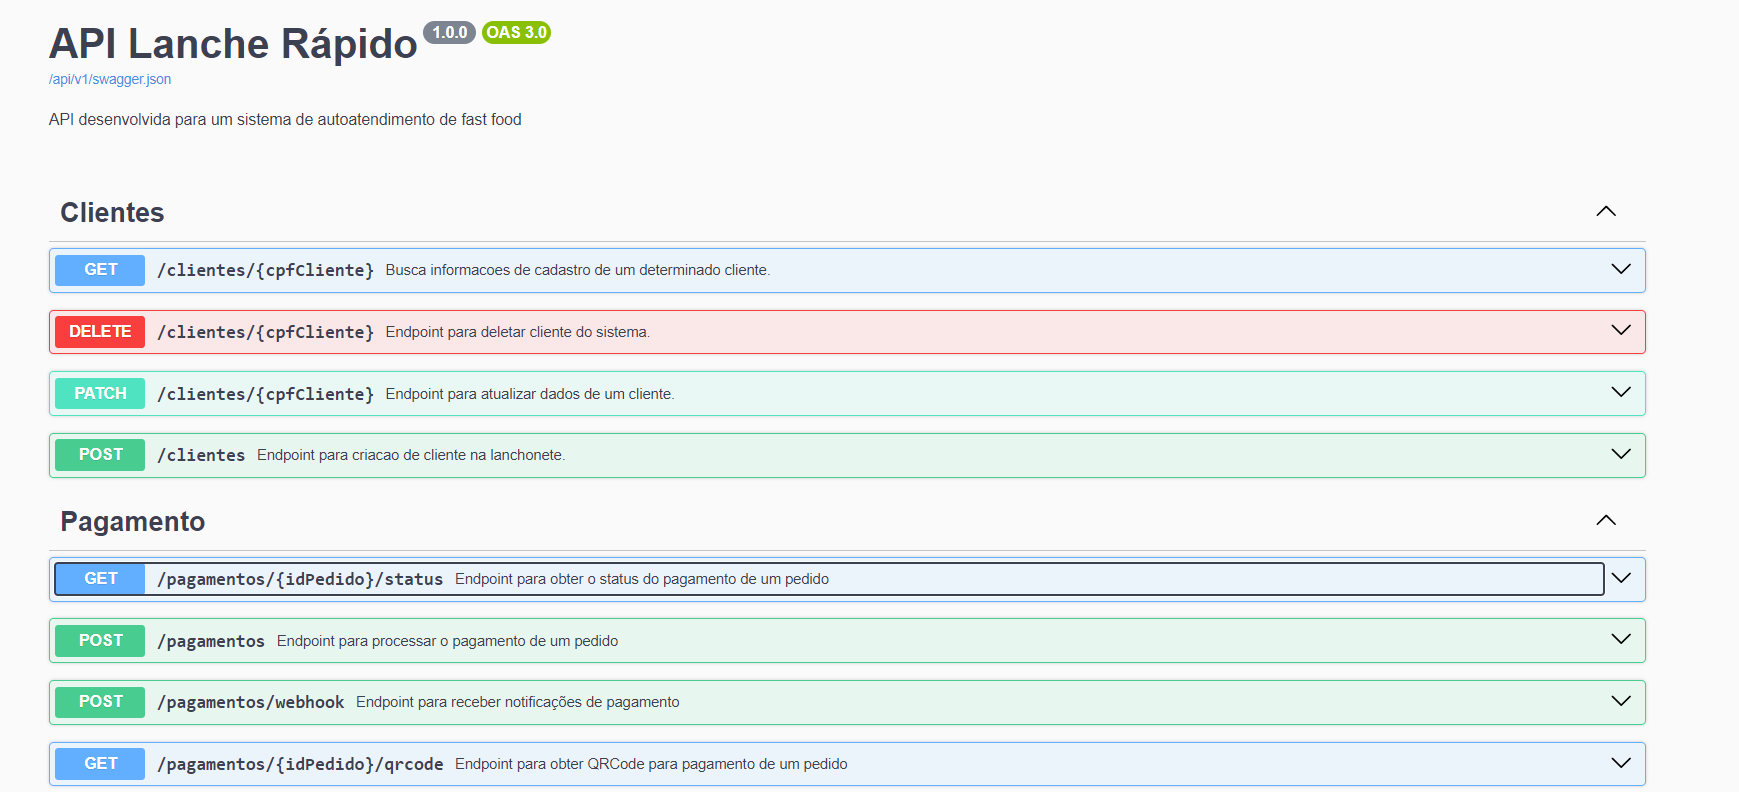 API Lanche Rápido 1.0.0 OAS 3.0
/api/v1/swagger.json
API desenvolvida para um sistema de autoatendimento de fast food
Clientes
GET /clientes/{cpfCliente} Busca informacoes de cadastro de um determinado cliente.
DELETE /clientes/{cpfCliente} Endpoint para deletar cliente do sistema.
PATCH /clientes/{cpfCliente} Endpoint para atualizar dados de um cliente.
POST /clientes Endpoint para criacao de cliente na lanchonete.
Pagamento
GET /pagamentos/{idPedido}/status Endpoint para obter o status do pagamento de um pedido
POST /pagamentos Endpoint para processar o pagamento de um pedido
POST /pagamentos/webhook Endpoint para receber notificações de pagamento
GET /pagamentos/{idPedido}/qrcode Endpoint para obter QRCode para pagamento de um pedido